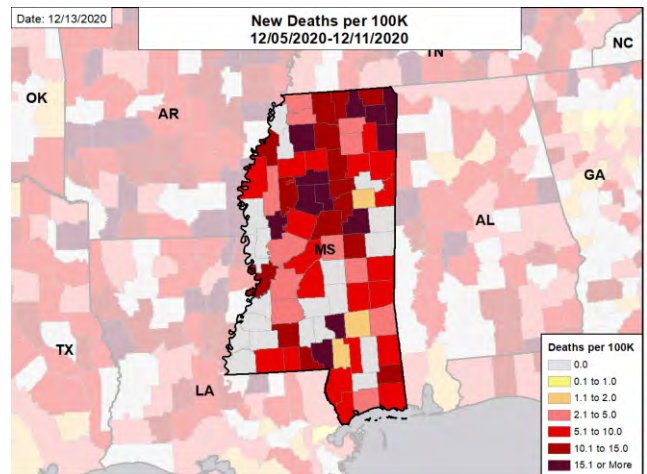 Date: 12/13/2020
New Deaths per 100K
12/05/2020-12/11/2020
NC
TN
OK
AR
GA
AL
MS
TX
LA
Deaths per 100K
0.0
0.1 to 1.0
1.1 to 2.0
2.1 to 5.0
5.1 to 10.0
10.1 to 15.0
15.1 or More